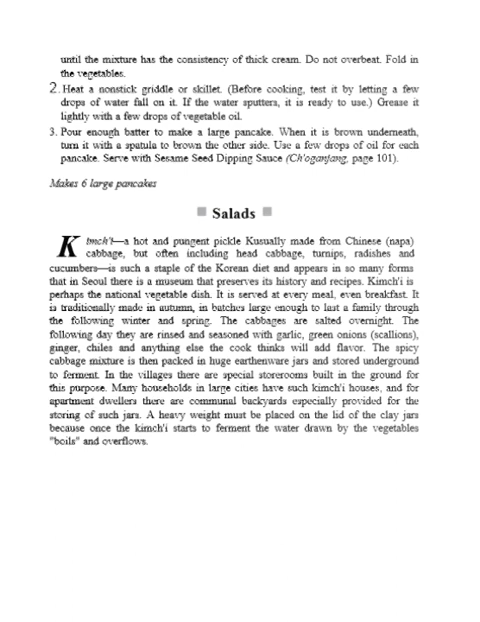 until the mixture has the consistency of thick cream. Do not overbeat. Fold in
the vegetables.
2. Heat a nonstick griddle or skillet. (Before cooking, test it by letting a few
drops of water fall on it. If the water sputters, it is ready to use.) Grease it
lightly with a few drops of vegetable oil.
3. Pour enough batter to make a large pancake. When it is brown underneath,
turn it with a spatula to brown the other side. Use a few drops of oil for each
pancake. Serve with Sesame Seed Dipping Sauce (Ch'oganjang, page 101).
Makes 6 large pancakes
Salads
K imch'i—a hot and pungent pickle Kusually made from Chinese (napa)
cabbage, but often including head cabbage, turnips, radishes and
cucumbers—is such a staple of the Korean diet and appears in so many forms
that in Seoul there is a museum that preserves its history and recipes. Kimch'i is
perhaps the national vegetable dish. It is served at every meal, even breakfast. It
is traditionally made in autumn, in batches large enough to last a family through
the following winter and spring. The cabbages are salted overnight. The
following day they are rinsed and seasoned with garlic, green onions (scallions),
ginger, chiles and anything else the cook thinks will add flavor. The spicy
cabbage mixture is then packed in huge earthenware jars and stored underground
to ferment. In the villages there are special storerooms built in the ground for
this purpose. Many households in large cities have such kimch'i houses, and for
apartment dwellers there are communal backyards especially provided for the
storing of such jars. A heavy weight must be placed on the lid of the clay jars
because once the kimch'i starts to ferment the water drawn by the vegetables
"boils" and overflows.